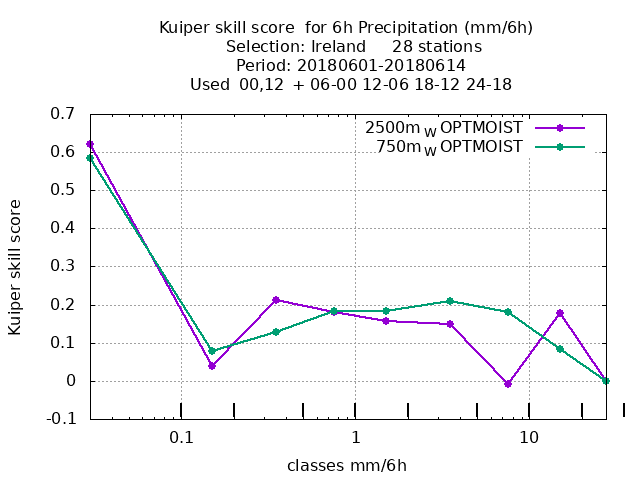 Kuiper skill score  for 6h Precipitation (mm/6h)
Selection: Ireland     28 stations
Period: 20180601-20180614
Used  00,12  + 06-00 12-06 18-12 24-18
2500m W OPTMOIST
750m W OPTMOIST
0.7
0.6
0.5
0.4
0.3
0.2
0.1
0
-0.1
Kuiper skill score
0.1 1 10
classes mm/6h